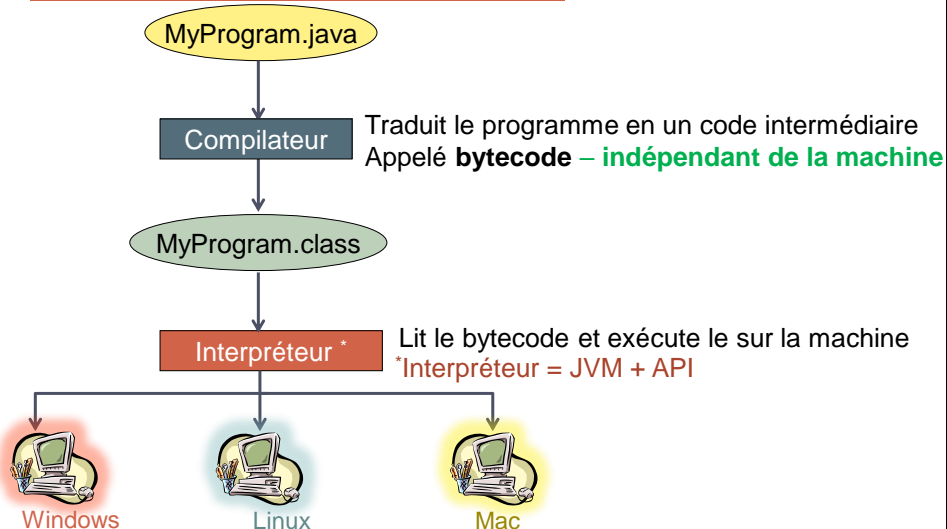 MyProgram.java
Compilateur
Traduit le programme en un code intermédiaire
Appelé bytecode – indépendant de la machine
MyProgram.class
Interpréteur *
Lit le bytecode et exécute le sur la machine
*Interpréteur = JVM + API
Windows
Linux
Mac